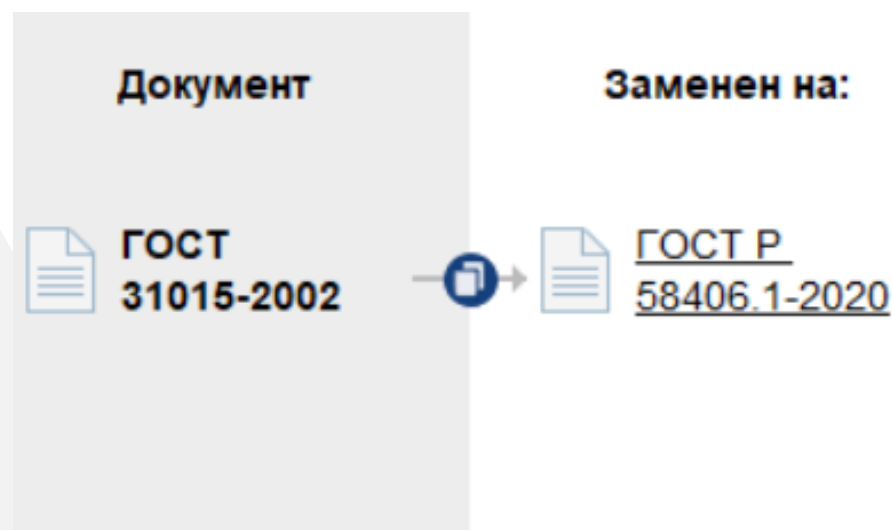 Документ
Заменен на:
ГОСТ
31015-2002
ГОСТ Р
58406.1-2020